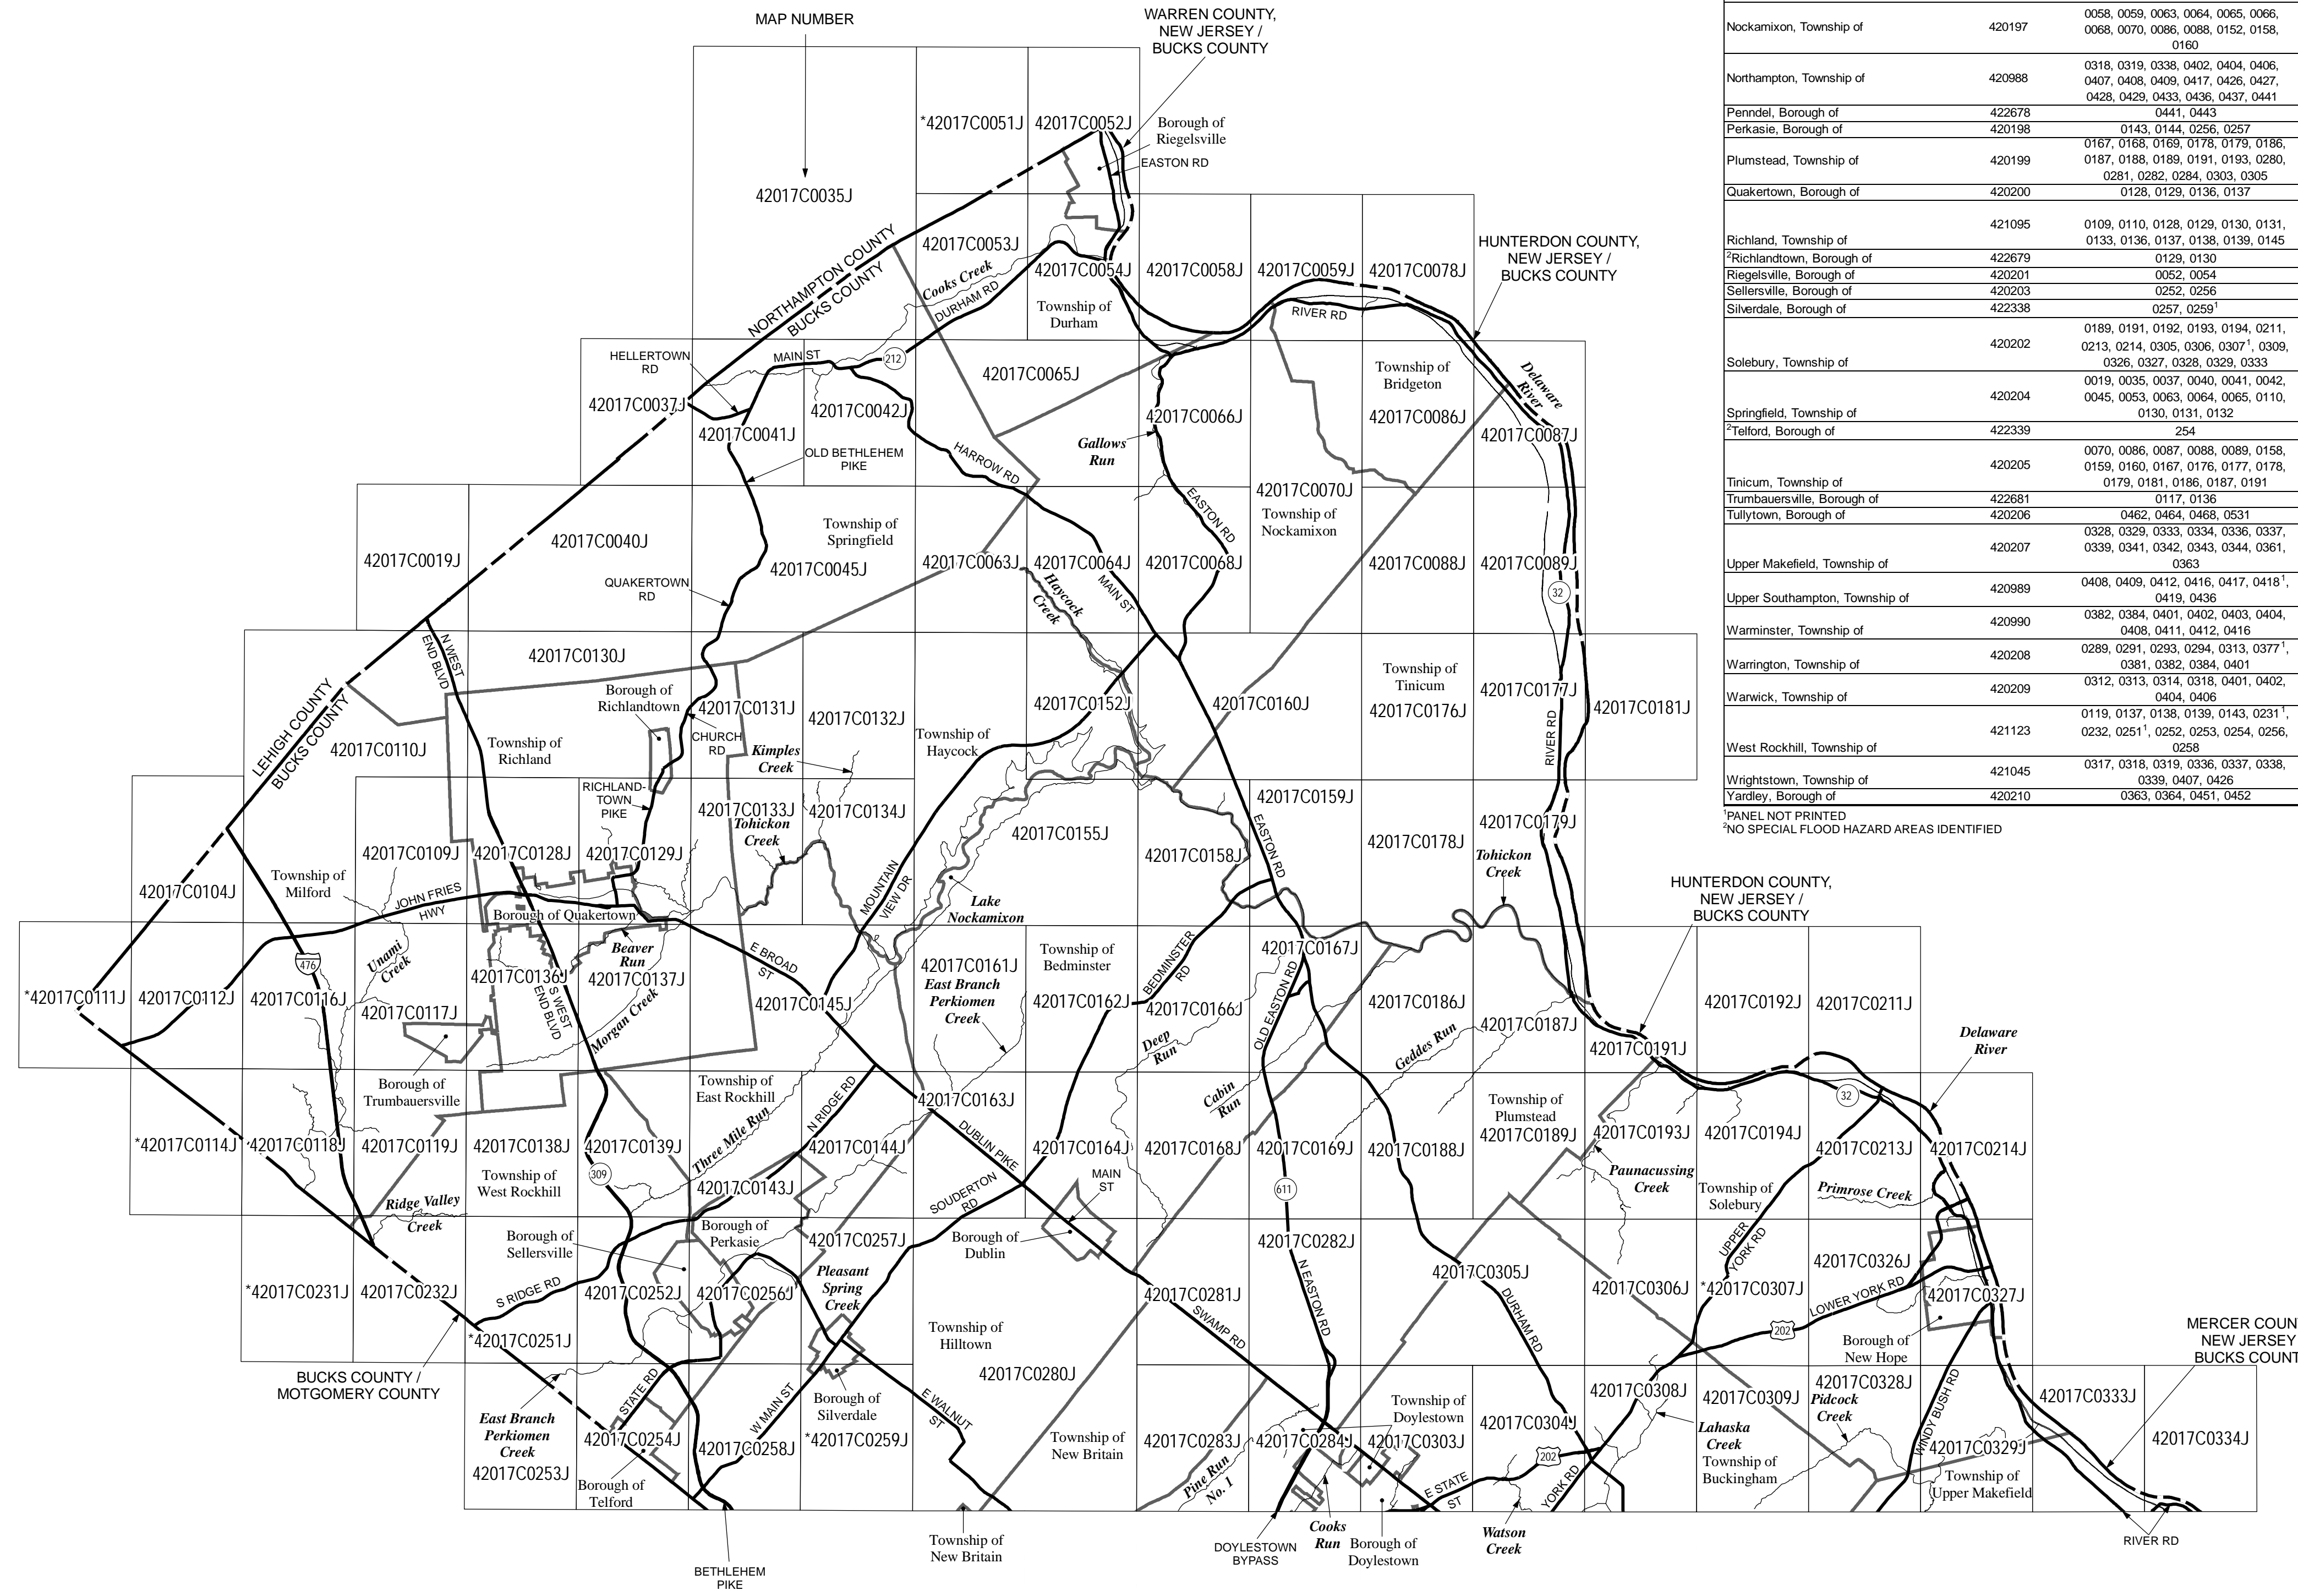 MAP NUMBER
WARREN COUNTY,
NEW JERSEY /
BUCKS COUNTY
*42017C0051J
42017C0052J
Borough of
Riegelsville
EASTON RD
42017C0035J
NORTHAMPTON COUNTY
BUCKS COUNTY
42017C0053J
Cooks Creek
DURHAM RD
42017C0054J
Township of
Durham
42017C0058J
42017C0059J
42017C0078J
HUNTERDON COUNTY,
NEW JERSEY /
BUCKS COUNTY
RIVER RD
HELLERTOWN
RD
MAIN ST
212
42017C0065J
Township of
Bridgeton
Delaware
River
42017C0037J
42017C0042J
42017C0066J
42017C0086J
42017C0041J
42017C0087J
Gallows
Run
OLD BETHLEHEM
PIKE
HARROW RD
42017C0070J
Township of
Nockamixon
EASTON RD
42017C0019J
42017C0040J
Township of
Springfield
42017C0045J
42017C0063J
42017C0064J
42017C0068J
42017C0088J
42017C0089J
QUAKERTOWN
RD
Haycock
Creek
MAIN ST
32
N WEST
END BLVD
42017C0130J
LEHIGH COUNTY
BUCKS COUNTY
Borough of
Richlandtown
42017C0131J
42017C0132J
42017C0152J
42017C0160J
Township of
Tinicum
42017C0176J
42017C0177J
42017C0181J
42017C0110J
Township of
Richland
CHURCH
RD
Kimples
Creek
Township of
Haycock
RIVER RD
RICHLAND-
TOWN
PIKE
42017C0133J
42017C0134J
Tohickon
Creek
42017C0155J
42017C0159J
42017C0179J
42017C0109J
42017C0128J
42017C0129J
42017C0158J
EASTON RD
42017C0178J
Tohickon
Creek
42017C0104J
Township of
Milford
JOHN FRIES
HWY
Borough of Quakertown
MOUNTAIN
VIEW DR
Lake
Nockamixon
HUNTERDON COUNTY,
NEW JERSEY /
BUCKS COUNTY
*42017C0111J
42017C0112J
476
42017C0116J
Unami
Creek
42017C0117J
42017C0136J
Beaver
Run
42017C0137J
S WEST
END BLVD
Morgan Creek
E BROAD
ST
42017C0145J
42017C0161J
East Branch
Perkiomen
Creek
Township of
Bedminster
42017C0162J
BEDMINSTER
RD
42017C0166J
Deep
Run
42017C0167J
OLD EASTON RD
42017C0186J
Geddes Run
42017C0187J
42017C0191J
42017C0192J
42017C0211J
Delaware
River
Borough of
Trumbauersville
Township of
East Rockhill
N RIDGE RD
42017C0163J
Cabin
Run
Township of
Plumstead
32
*42017C0114J
42017C0118J
42017C0119J
42017C0138J
42017C0139J
Three Mile Run
42017C0144J
DUBLIN PIKE
42017C0164J
42017C0168J
42017C0169J
42017C0188J
42017C0189J
42017C0193J
42017C0194J
42017C0213J
42017C0214J
Township of
West Rockhill
309
42017C0143J
SOUDERTON
RD
MAIN
ST
611
Paunacussing
Creek
Township of
Solebury
Primrose Creek
Ridge Valley
Creek
Borough of
Sellersville
Borough of
Perkasie
42017C0257J
Borough of
Dublin
42017C0282J
UPPER
YORK RD
42017C0326J
*42017C0231J
42017C0232J
S RIDGE RD
42017C0252J
42017C0256J
Pleasant
Spring
Creek
42017C0281J
N EASTON RD
42017C0305J
42017C0306J
*42017C0307J
LOWER YORK RD
42017C0327J
*42017C0251J
Township of
Hilltown
SWAMP RD
DURHAM RD
202
Borough of
New Hope
MERCER COUN
NEW JERSEY
BUCKS COUNT
BUCKS COUNTY /
MOTGOMERY COUNTY
42017C0280J
STATE RD
W MAIN ST
Borough of
Silverdale
E WALNUT
ST
Township of
Doylestown
42017C0308J
42017C0309J
42017C0328J
Pidcock
Creek
WINDY BUSH RD
42017C0333J
East Branch
Perkiomen
Creek
42017C0254J
42017C0258J
*42017C0259J
Township of
New Britain
42017C0283J
42017C0284J
42017C0303J
42017C0304J
Lahaska
Creek
Township of
Buckingham
42017C0329J
42017C0334J
42017C0253J
Borough of
Telford
Pine Run
No. 1
E STATE
ST
202
YORK RD
Township of
Upper Makefield
Township of
New Britain
DOYLESTOWN
BYPASS
Cooks
Run
Borough of
Doylestown
Watson
Creek
RIVER RD
BETHLEHEM
PIKE
0058, 0059, 0063, 0064, 0065, 0066,
Nockamixon, Township of 420197 0068, 0070, 0086, 0088, 0152, 0158,
0160
0318, 0319, 0338, 0402, 0404, 0406,
Northampton, Township of 420988 0407, 0408, 0409, 0417, 0426, 0427,
0428, 0429, 0433, 0436, 0437, 0441
Penndel, Borough of 422678 0441, 0443
Perkasie, Borough of 420198 0143, 0144, 0256, 0257
0167, 0168, 0169, 0178, 0179, 0186,
Plumstead, Township of 420199 0187, 0188, 0189, 0191, 0193, 0280,
0281, 0282, 0284, 0303, 0305
Quakertown, Borough of 420200 0128, 0129, 0136, 0137
421095 0109, 0110, 0128, 0129, 0130, 0131,
Richland, Township of 0133, 0136, 0137, 0138, 0139, 0145
²Richlandtown, Borough of 422679 0129, 0130
Riegelsville, Borough of 420201 0052, 0054
Sellersville, Borough of 420203 0252, 0256
Silverdale, Borough of 422338 0257, 0259¹
0189, 0191, 0192, 0193, 0194, 0211,
420202 0213, 0214, 0305, 0306, 0307¹, 0309,
Solebury, Township of 0326, 0327, 0328, 0329, 0333
0019, 0035, 0037, 0040, 0041, 0042,
420204 0045, 0053, 0063, 0064, 0065, 0110,
Springfield, Township of 0130, 0131, 0132
²Telford, Borough of 422339 254
0070, 0086, 0087, 0088, 0089, 0158,
420205 0159, 0160, 0167, 0176, 0177, 0178,
Tinicum, Township of 0179, 0181, 0186, 0187, 0191
Trumbauersville, Borough of 422681 0117, 0136
Tullytown, Borough of 420206 0462, 0464, 0468, 0531
0328, 0329, 0333, 0334, 0336, 0337,
420207 0339, 0341, 0342, 0343, 0344, 0361,
Upper Makefield, Township of 0363
420989 0408, 0409, 0412, 0416, 0417, 0418¹,
Upper Southampton, Township of 0419, 0436
420990 0382, 0384, 0401, 0402, 0403, 0404,
Warminster, Township of 0408, 0411, 0412, 0416
420208 0289, 0291, 0293, 0294, 0313, 0377¹,
Warrington, Township of 0381, 0382, 0384, 0401
420209 0312, 0313, 0314, 0318, 0401, 0402,
Warwick, Township of 0404, 0406
0119, 0137, 0138, 0139, 0143, 0231¹,
421123 0232, 0251¹, 0252, 0253, 0254, 0256,
West Rockhill, Township of 0258
421045 0317, 0318, 0319, 0336, 0337, 0338,
Wrightstown, Township of 0339, 0407, 0426
Yardley, Borough of 420210 0363, 0364, 0451, 0452
¹PANEL NOT PRINTED
²NO SPECIAL FLOOD HAZARD AREAS IDENTIFIED